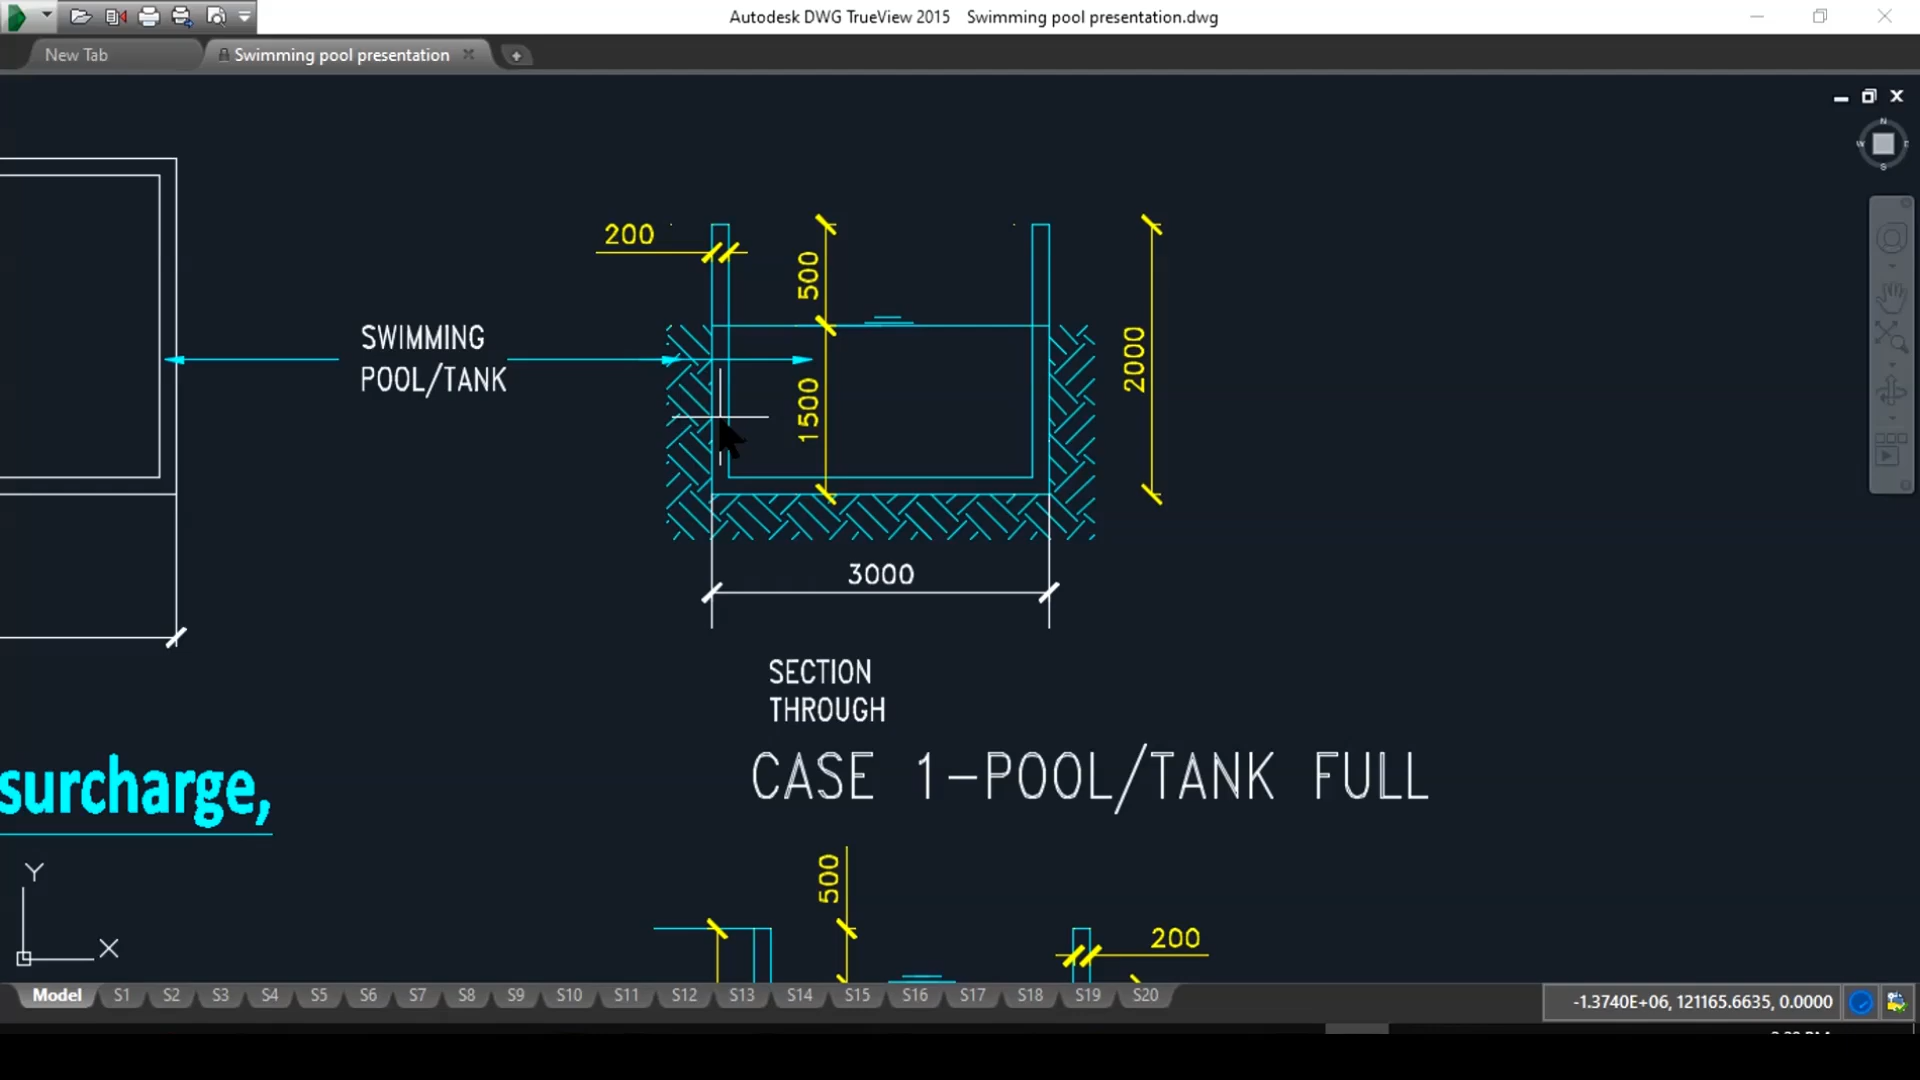 Autodesk DWG TrueView 2015 Swimming pool presentation.dwg
New Tab
Swimming pool presentation
N
W
S
200
500
SWIMMING
POOL/TANK
1500
2000
3000
SECTION
THROUGH
CASE 1-POOL/TANK FULL
surcharge,
500
200
Y
X
Model S1 S2 S3 S4 S5 S6 S7 S8 S9 S10 S11 S12 S13 S14 S15 S16 S17 S18 S19 S20
-1.3740E+06, 121165.6635, 0.0000